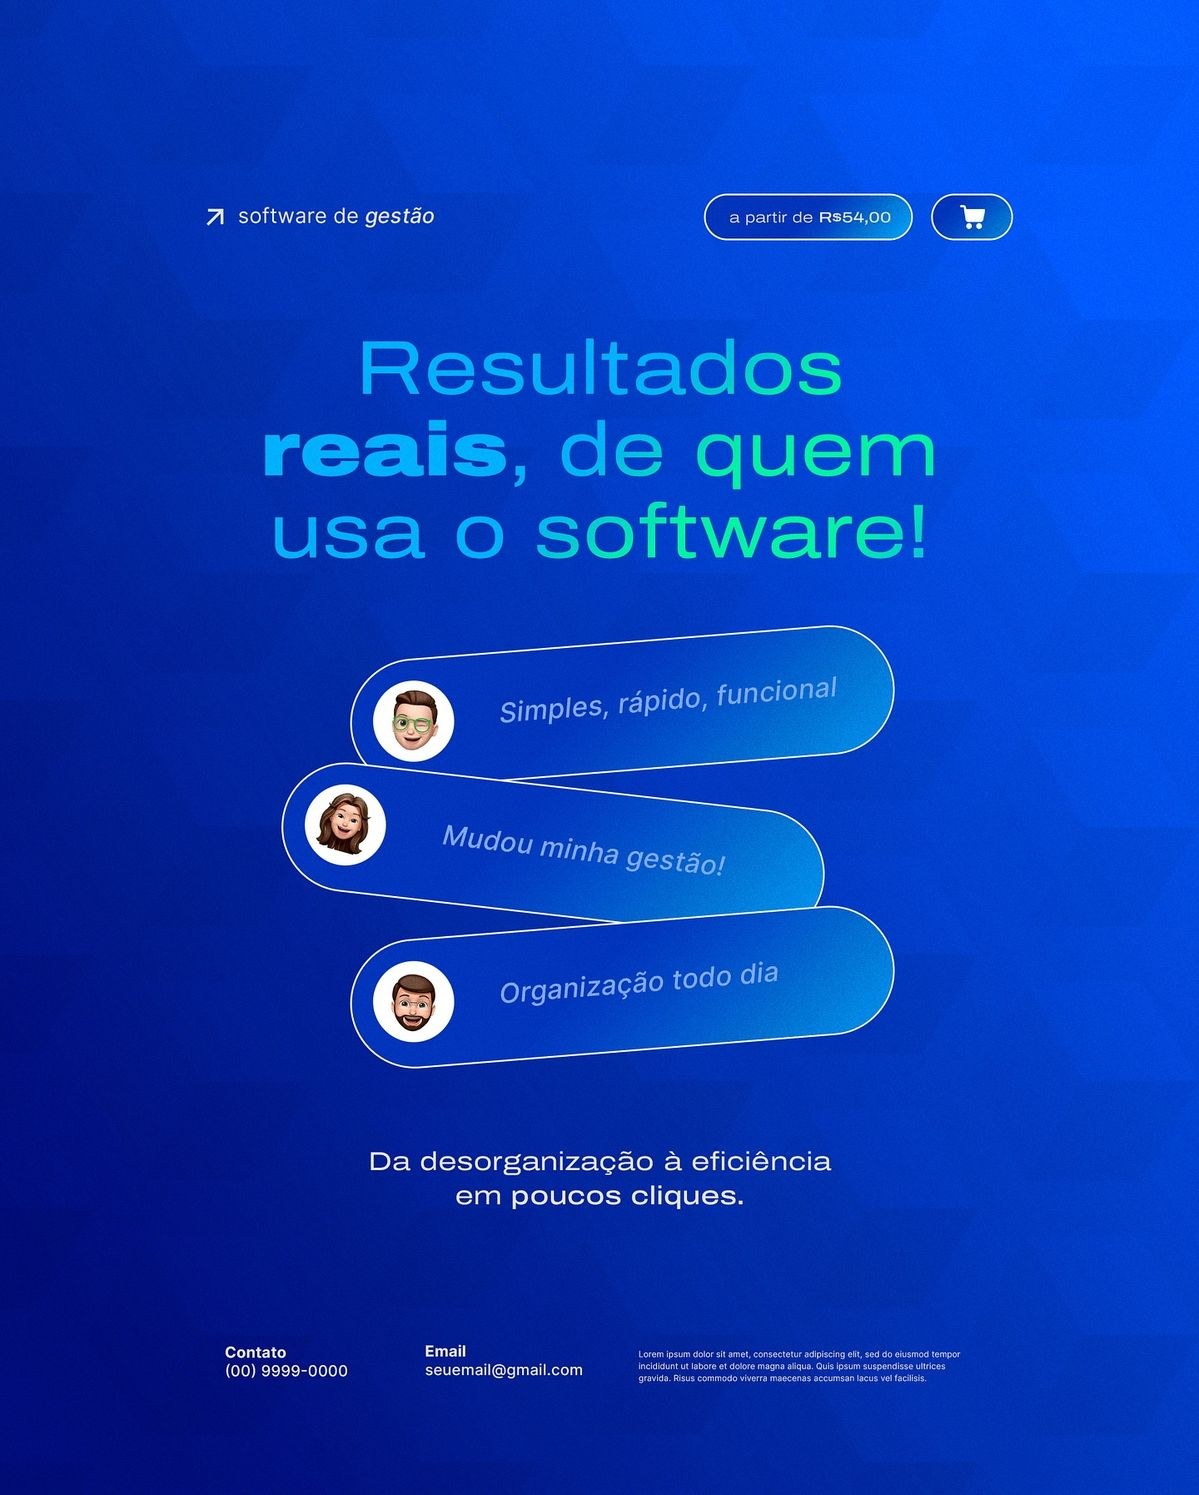 software de gestão
a partir de R$54,00
Resultados
reais, de quem
usa o software!
Simples, rápido, funcional
Mudou minha gestão!
Organização todo dia
Da desorganização à eficiência
em poucos cliques.
Contato
(00) 9999-0000
Email
seuemail@gmail.com
Lorem ipsum dolor sit amet, consectetur adipiscing elit, sed do eiusmod tempor
incididunt ut labore et dolore magna aliqua. Quis ipsum suspendisse ultrices
gravida. Risus commodo viverra maecenas accumsan lacus vel facilisis.